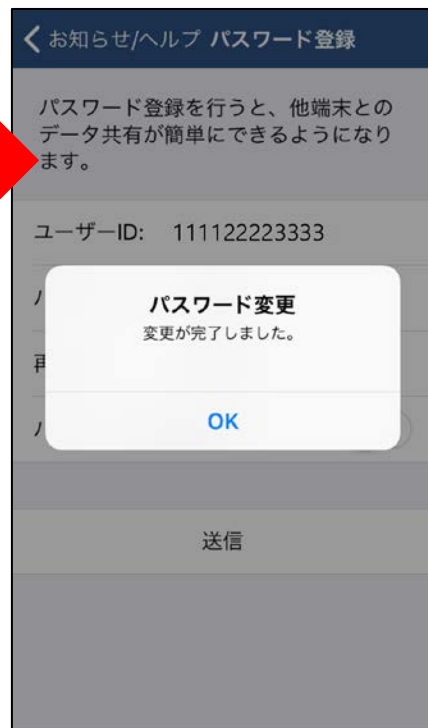 お知らせ/ヘルプ パスワード登録
パスワード登録を行うと、他端末との
データ共有が簡単にできるようになり
ます。
ユーザーID: 111122223333
パスワード変更
変更が完了しました。
OK
送信